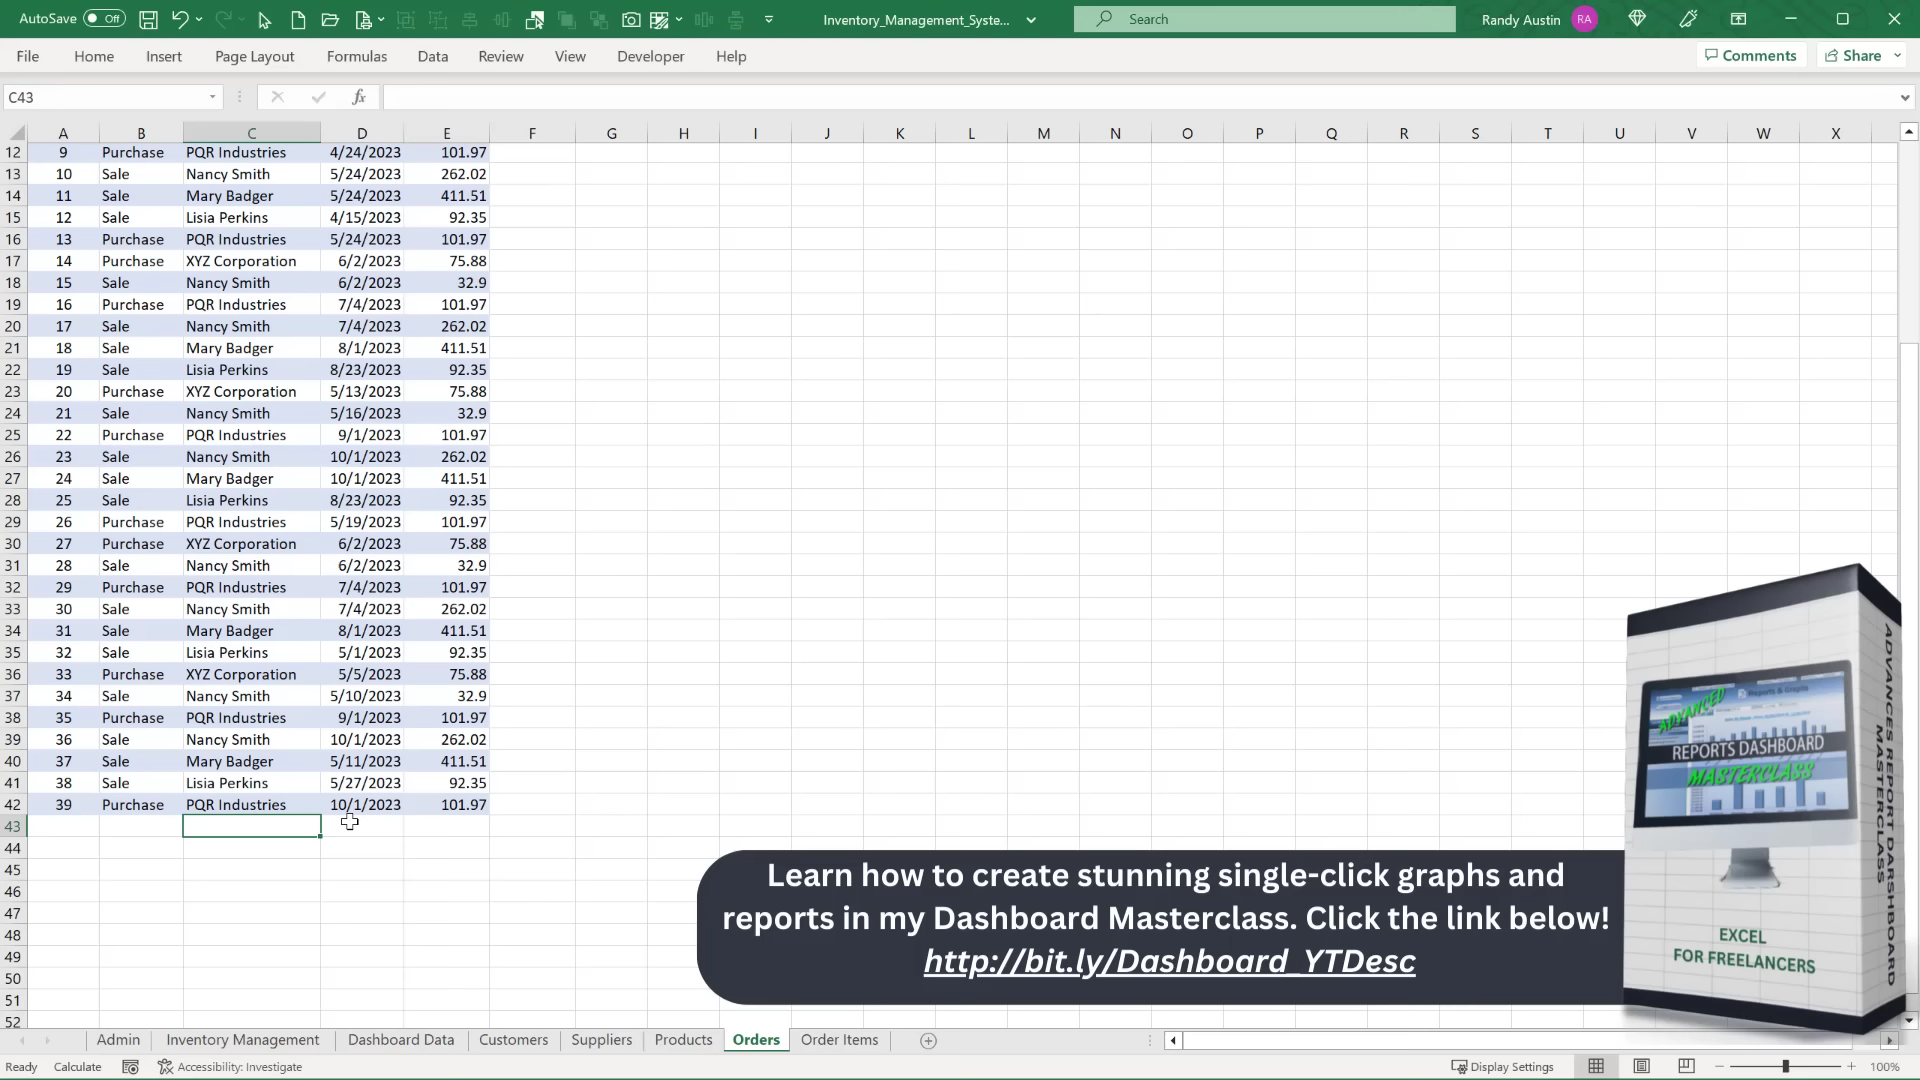 AutoSave Off Inventory_Management_Syste... Search Randy Austin RA
File Home Insert Page Layout Formulas Data Review View Developer Help Comments Share
C43 fx
A B C D E F G H I J K L M N O P Q R S T U V W X
12 9 Purchase PQR Industries 4/24/2023 101.97
13 10 Sale Nancy Smith 5/24/2023 262.02
14 11 Sale Mary Badger 5/24/2023 411.51
15 12 Sale Lisia Perkins 4/15/2023 92.35
16 13 Purchase PQR Industries 5/24/2023 101.97
17 14 Purchase XYZ Corporation 6/2/2023 75.88
18 15 Sale Nancy Smith 6/2/2023 32.9
19 16 Purchase PQR Industries 7/4/2023 101.97
20 17 Sale Nancy Smith 7/4/2023 262.02
21 18 Sale Mary Badger 8/1/2023 411.51
22 19 Sale Lisia Perkins 8/23/2023 92.35
23 20 Purchase XYZ Corporation 5/13/2023 75.88
24 21 Sale Nancy Smith 5/16/2023 32.9
25 22 Purchase PQR Industries 9/1/2023 101.97
26 23 Sale Nancy Smith 10/1/2023 262.02
27 24 Sale Mary Badger 10/1/2023 411.51
28 25 Sale Lisia Perkins 8/23/2023 92.35
29 26 Purchase PQR Industries 5/19/2023 101.97
30 27 Purchase XYZ Corporation 6/2/2023 75.88
31 28 Sale Nancy Smith 6/2/2023 32.9
32 29 Purchase PQR Industries 7/4/2023 101.97
33 30 Sale Nancy Smith 7/4/2023 262.02
34 31 Sale Mary Badger 8/1/2023 411.51
35 32 Sale Lisia Perkins 5/1/2023 92.35
36 33 Purchase XYZ Corporation 5/5/2023 75.88
37 34 Sale Nancy Smith 5/10/2023 32.9
38 35 Purchase PQR Industries 9/1/2023 101.97
39 36 Sale Nancy Smith 10/1/2023 262.02
40 37 Sale Mary Badger 5/11/2023 411.51
41 38 Sale Lisia Perkins 5/27/2023 92.35
42 39 Purchase PQR Industries 10/1/2023 101.97
43
44
45
46
47
48
49
50
51
52
Learn how to create stunning single-click graphs and
reports in my Dashboard Masterclass. Click the link below!
http://bit.ly/Dashboard_YTDesc
Reports & Graphs
ADVANCED
REPORTS DASHBOARD
MASTERCLASS
EXCEL
FOR FREELANCERS
ADVANCES REPORT DARSHBOARD
MASTERCLASS
Admin Inventory Management Dashboard Data Customers Suppliers Products Orders Order Items
Ready Calculate Accessibility: Investigate Display Settings 100%